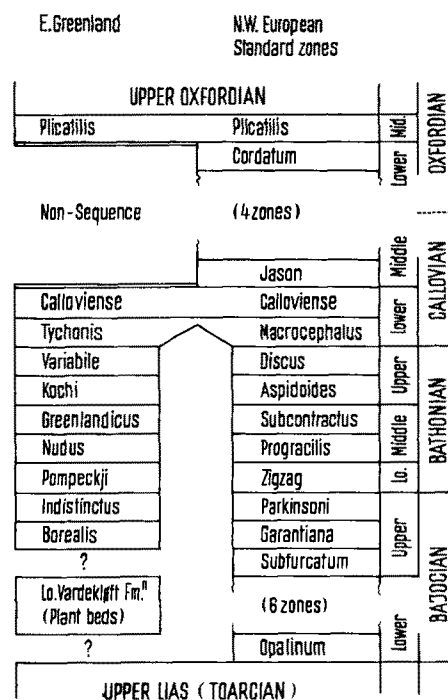 E.Greenland
N.W. European
Standard zones
UPPER OXFORDIAN
Plicatilis Plicatilis Mid.
Cordatum Lower
OXFORDIAN
Non-Sequence (4 zones)
Jason Middle
Calloviense Calloviense
Tychonis Macrocephalus Lower
CALLOVIAN
Variabile Discus
Kochi Aspidoides Upper
Greenlandicus Subcontractus
Nudus Progracilis Middle
Pompeckji Zigzag Lo.
BATHONIAN
Indistinctus Parkinsoni
Borealis Garantiana
? Subfurcatum Upper
Lo. Vardekløft Fm.n
(Plant beds) (6 zones)
? Opalinum Lower
BAJOCIAN
UPPER LIAS (TOARCIAN)